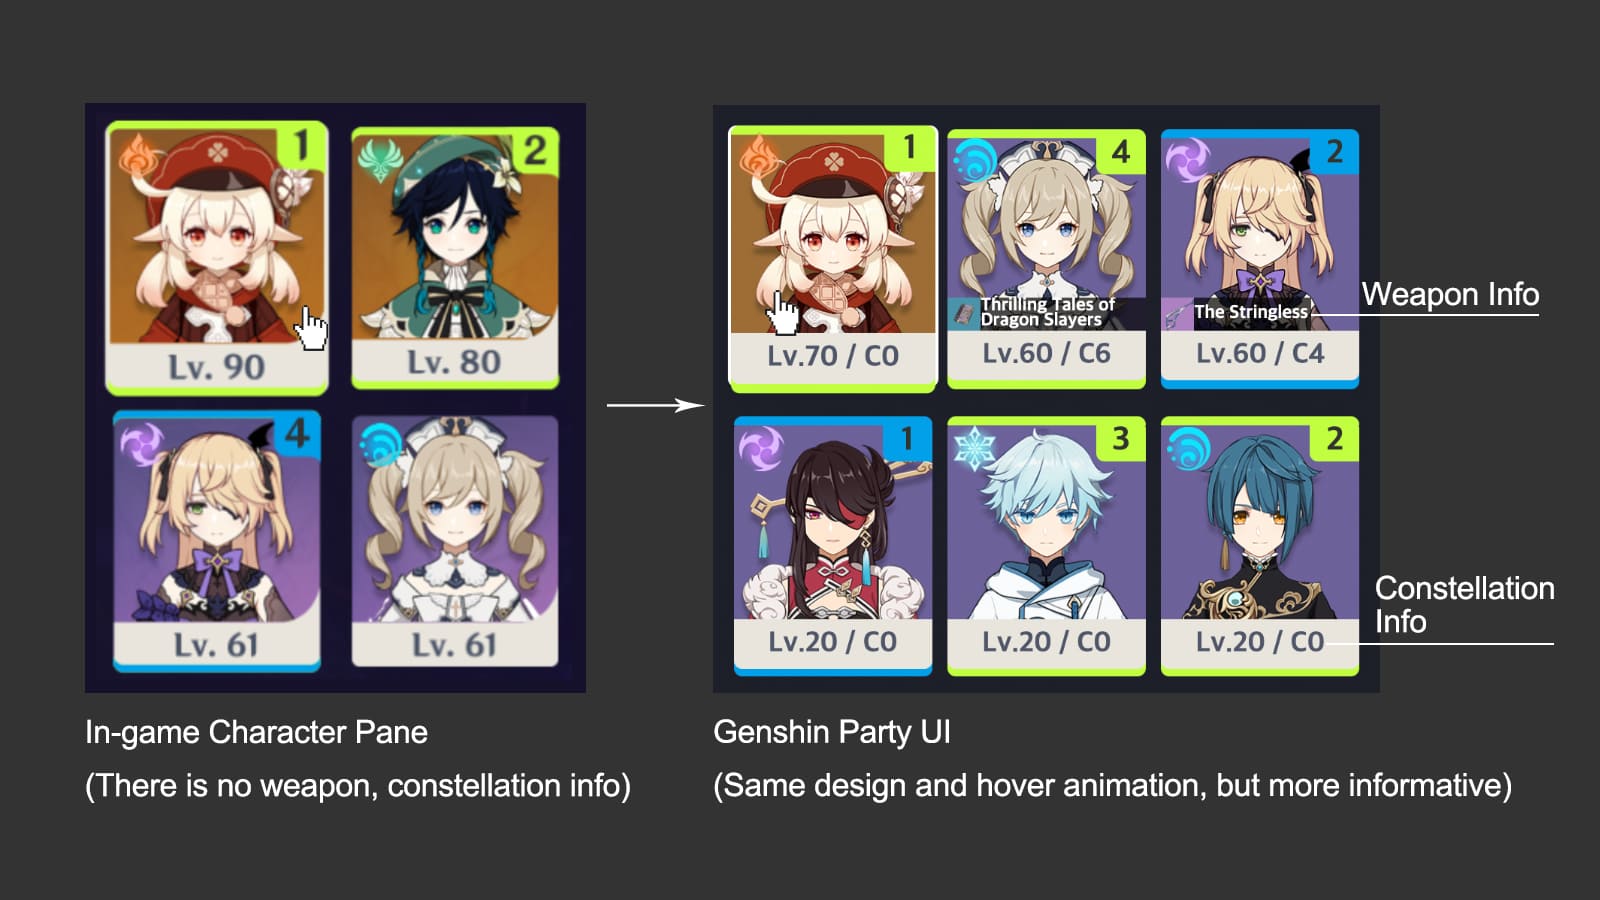 1
2
Lv. 90
Lv. 80
4
Lv. 61
Lv. 61
In-game Character Pane
(There is no weapon, constellation info)
1
4
2
Thrilling Tales of
Dragon Slayers
The Stringless
Weapon Info
Lv.70 / C0
Lv.60 / C6
Lv.60 / C4
1
3
2
Constellation
Info
Lv.20 / C0
Lv.20 / C0
Lv.20 / C0
Genshin Party UI
(Same design and hover animation, but more informative)